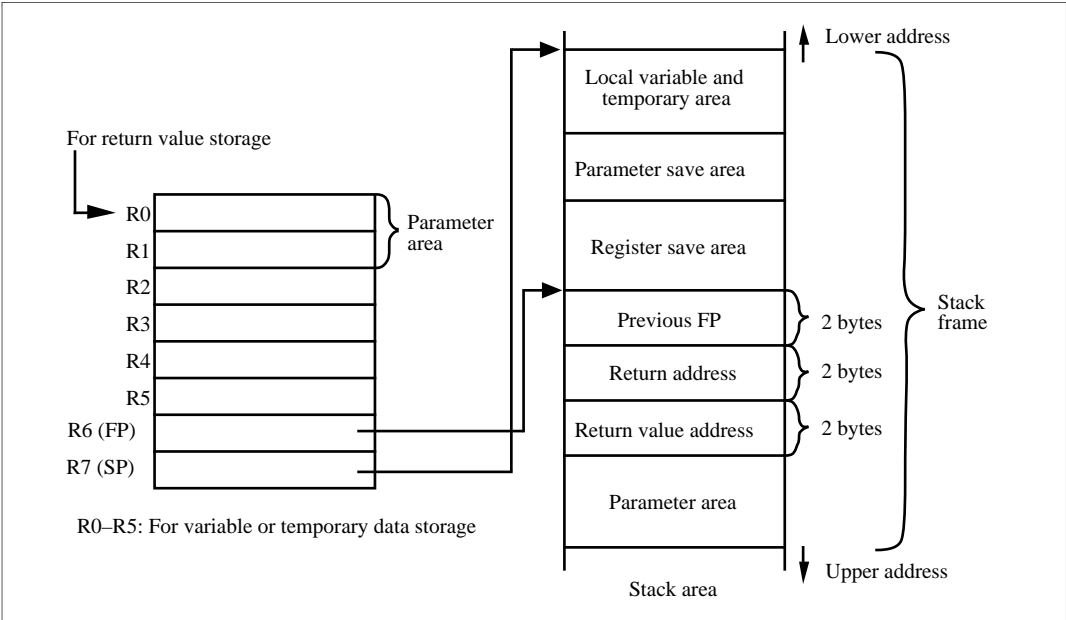 For return value storage
R0
R1
R2
R3
R4
R5
R6 (FP)
R7 (SP)
Parameter
area
R0–R5: For variable or temporary data storage
Lower address
Local variable and
temporary area
Parameter save area
Register save area
Previous FP
2 bytes
Return address
2 bytes
Return value address
2 bytes
Parameter area
Stack
frame
Upper address
Stack area